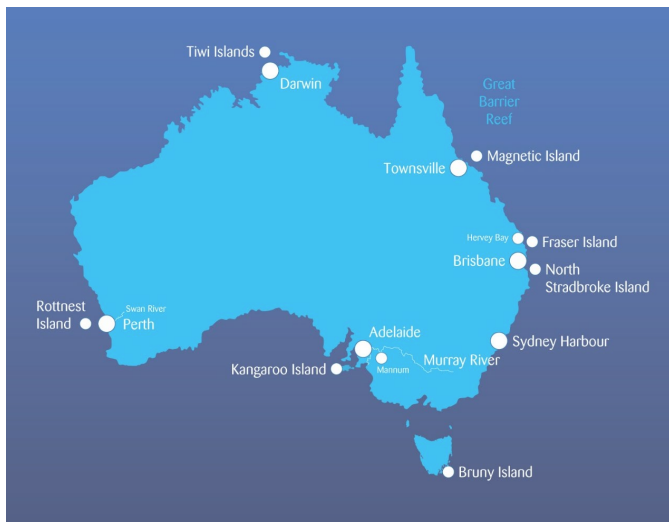 Tiwi Islands
Darwin
Great
Barrier
Reef
Magnetic Island
Townsville
Hervey Bay
Fraser Island
Brisbane
North
Stradbroke Island
Rottnest
Island
Swan River
Perth
Adelaide
Sydney Harbour
Murray River
Mannum
Kangaroo Island
Bruny Island